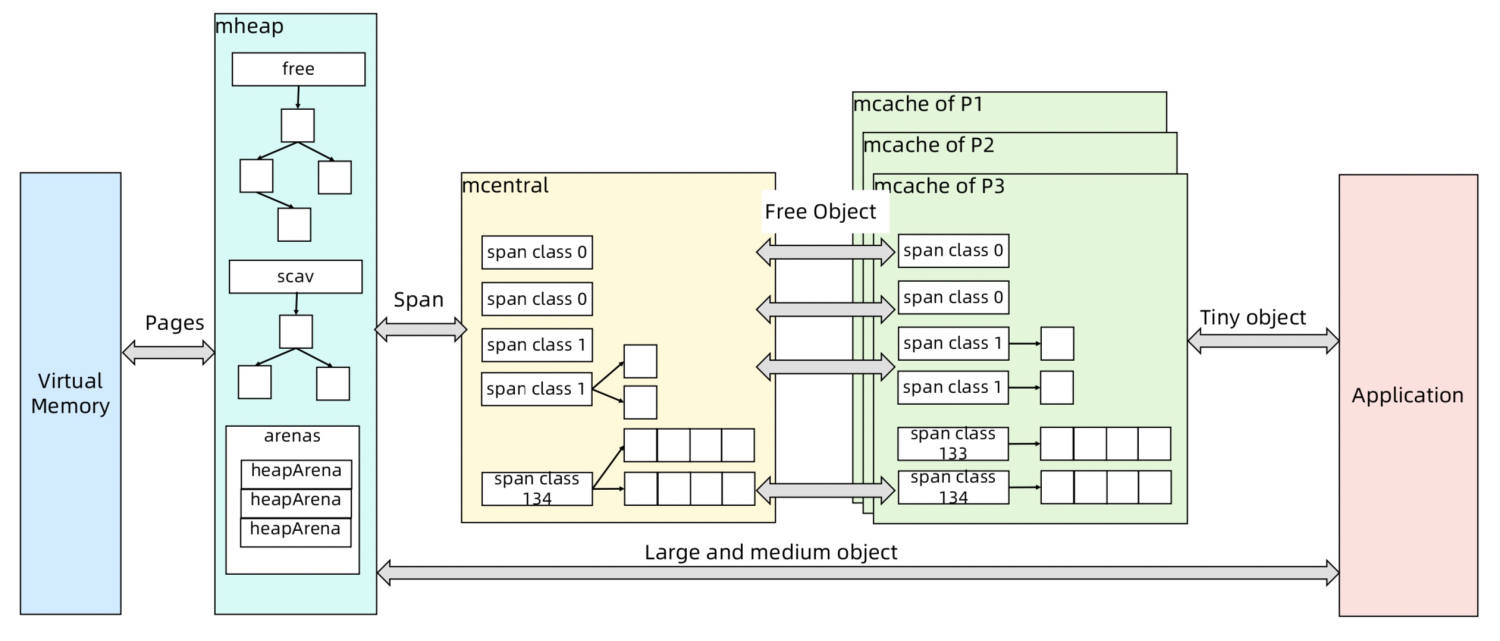 mheap
free
scav
arenas
heapArena
heapArena
heapArena
Virtual
Memory
Pages
Span
mcentral
span class 0
span class 0
span class 1
span class 1
span class
134
Free Object
mcache of P1
mcache of P2
mcache of P3
span class 0
span class 0
span class 1
span class 1
span class
133
span class
134
Tiny object
Application
Large and medium object